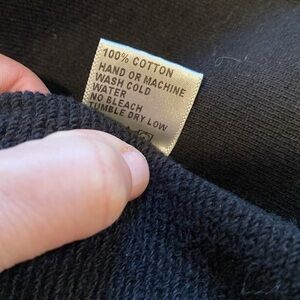 100% COTTON
HAND OR MACHINE
WASH COLD
WATER
NO BLEACH
TUMBLE DRY LOW